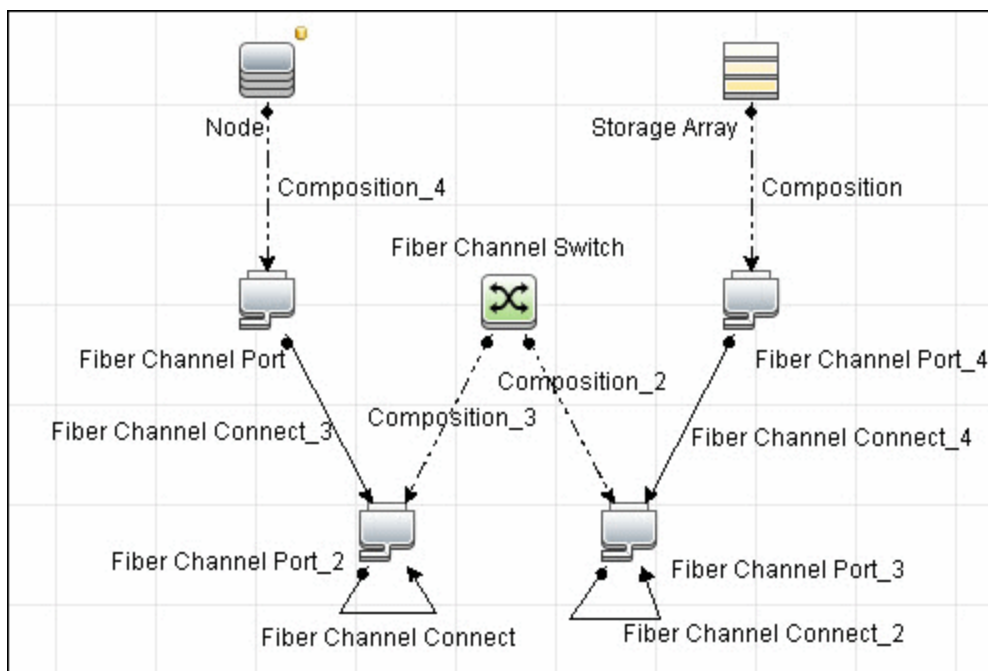 Node
Storage Array
Composition_4
Composition
Fiber Channel Switch
Fiber Channel Port
Fiber Channel Port_4
Composition_2
Composition_3
Fiber Channel Connect_3
Fiber Channel Connect_4
Fiber Channel Port_2
Fiber Channel Port_3
Fiber Channel Connect
Fiber Channel Connect_2